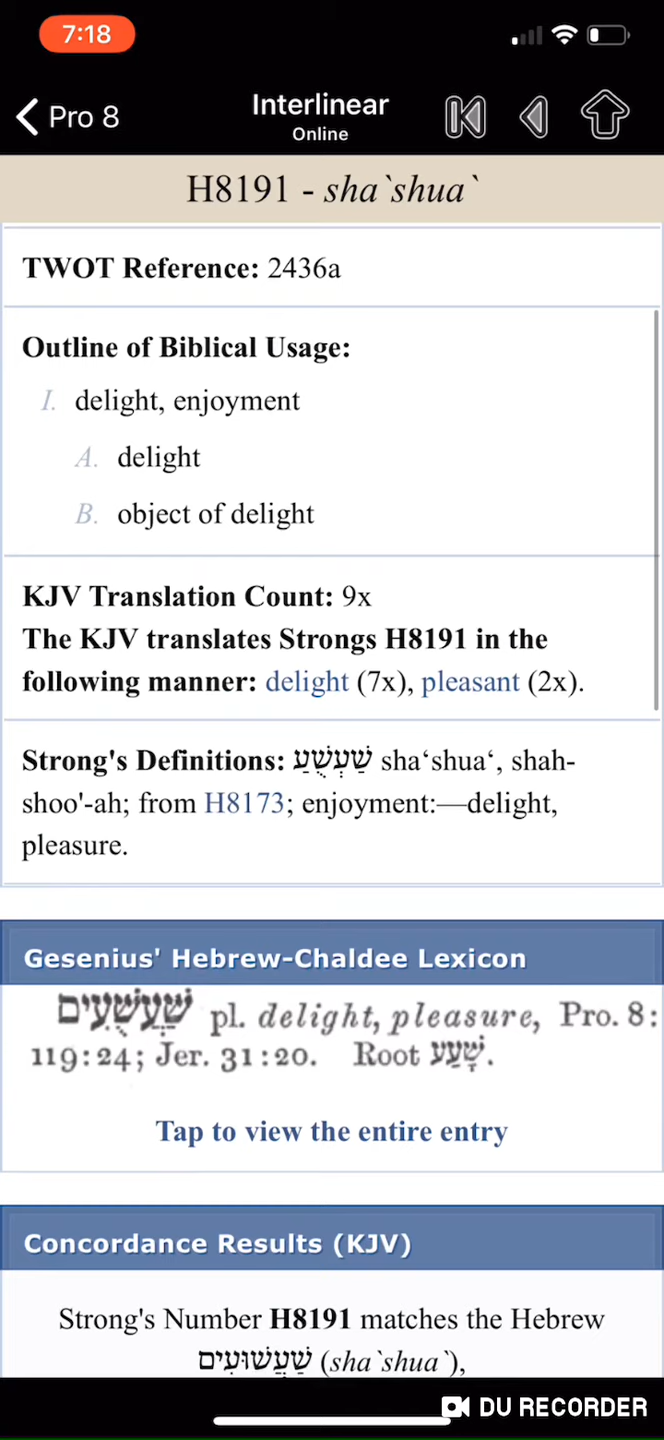 7:18
Pro 8
Interlinear
Online
H8191 - sha`shua`
TWOT Reference: 2436a
Outline of Biblical Usage:
I. delight, enjoyment
A. delight
B. object of delight
KJV Translation Count: 9x
The KJV translates Strongs H8191 in the
following manner: delight (7x), pleasant (2x).
Strong's Definitions: שַׁעְשֻׁעַ shaʻshuaʻ, shah-
shoo'-ah; from H8173; enjoyment:—delight,
pleasure.
Gesenius' Hebrew-Chaldee Lexicon
שַׁעֲשֻׁעִים pl. delight, pleasure, Pro. 8:
119:24; Jer. 31:20. Root שָׁעַע.
Tap to view the entire entry
Concordance Results (KJV)
Strong's Number H8191 matches the Hebrew
שַׁעֲשׁוּעִים (sha`shua`),
DU RECORDER